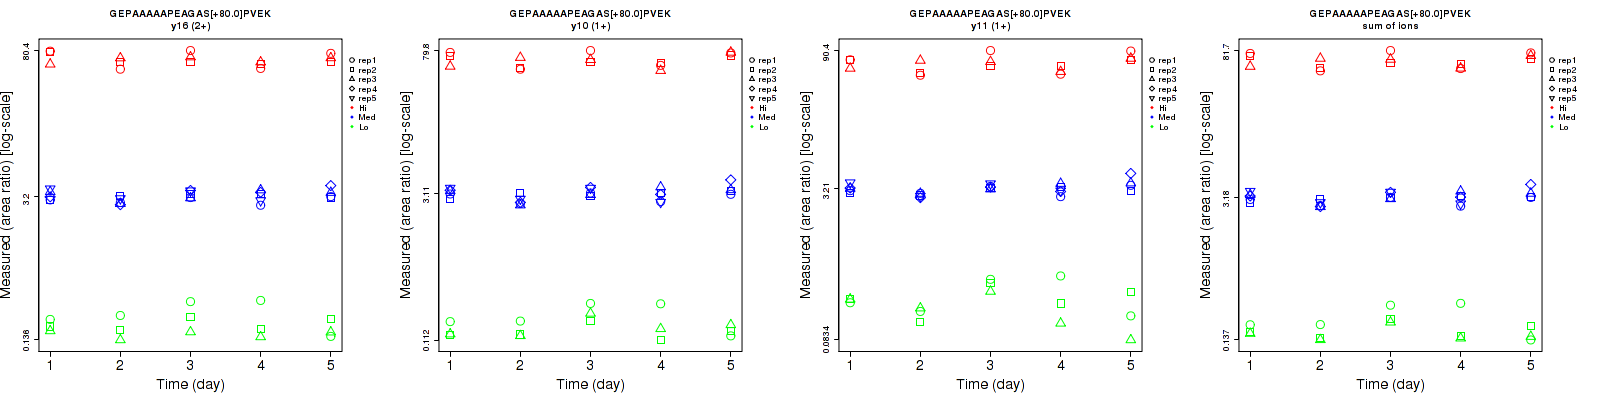 GEPAAAAAPEAGAS[+80.0]PVEK
y16 (2+)
Measured (area ratio) [log-scale]
80.4
3.2
0.136
1 2 3 4 5
Time (day)
rep1
rep2
rep3
rep4
rep5
Hi
Med
Lo
GEPAAAAAPEAGAS[+80.0]PVEK
y10 (1+)
Measured (area ratio) [log-scale]
79.8
3.11
0.112
1 2 3 4 5
Time (day)
rep1
rep2
rep3
rep4
rep5
Hi
Med
Lo
GEPAAAAAPEAGAS[+80.0]PVEK
y11 (1+)
Measured (area ratio) [log-scale]
90.4
3.21
0.0834
1 2 3 4 5
Time (day)
rep1
rep2
rep3
rep4
rep5
Hi
Med
Lo
GEPAAAAAPEAGAS[+80.0]PVEK
sum of ions
Measured (area ratio) [log-scale]
81.7
3.18
0.137
1 2 3 4 5
Time (day)
rep1
rep2
rep3
rep4
rep5
Hi
Med
Lo